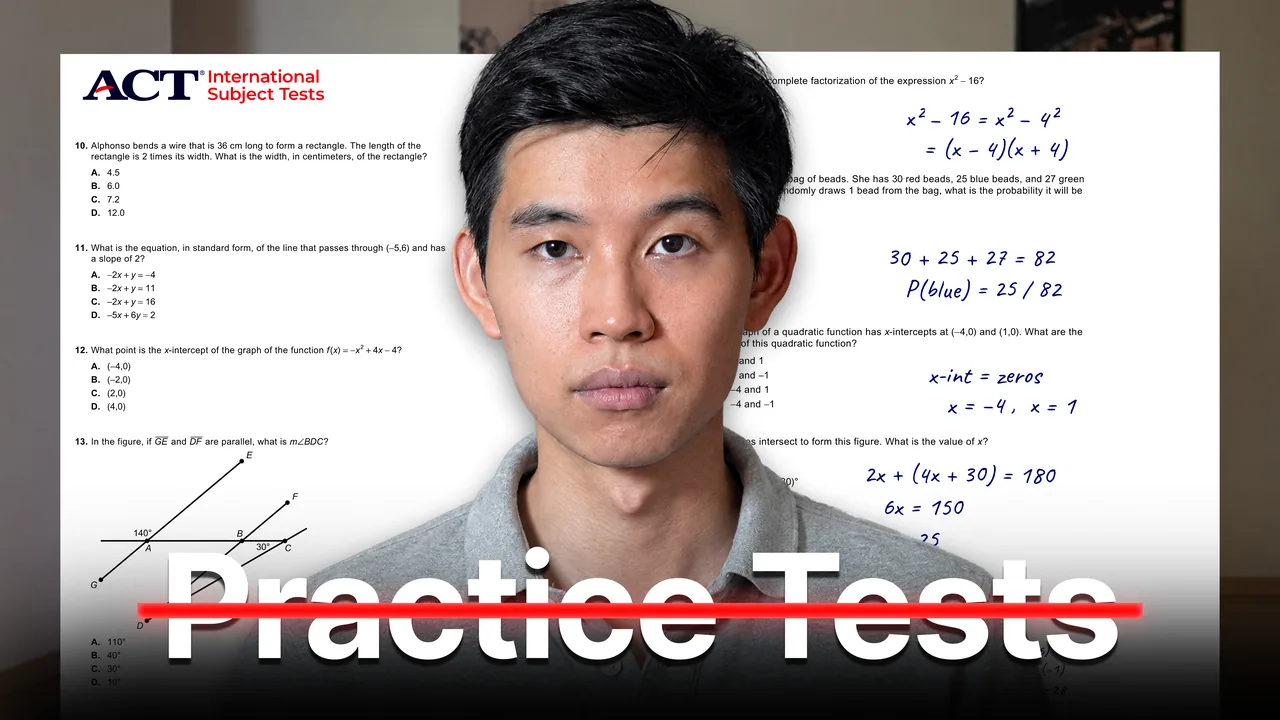 ACT® International
Subject Tests
10. Alphonso bends a wire that is 36 cm long to form a rectangle. The length of the
rectangle is 2 times its width. What is the width, in centimeters, of the rectangle?
A. 4.5
B. 6.0
C. 7.2
D. 12.0
11. What is the equation, in standard form, of the line that passes through (−5,6) and has
a slope of 2?
A. −2x + y = −4
B. −2x + y = 11
C. −2x + y = 16
D. −5x + 6y = 2
12. What point is the x-intercept of the graph of the function f(x) = −x² + 4x − 4?
A. (−4,0)
B. (−2,0)
C. (2,0)
D. (4,0)
13. In the figure, if GE and DF are parallel, what is m∠BDC?
E
F
140°
B
A
30°
C
G
D
A. 110°
B. 40°
C. 30°
D. 10°
complete factorization of the expression x² − 16?
x² − 16 = x² − 4²
= (x − 4)(x + 4)
bag of beads. She has 30 red beads, 25 blue beads, and 27 green
domly draws 1 bead from the bag, what is the probability it will be
30 + 25 + 27 = 82
P(blue) = 25 / 82
graph of a quadratic function has x-intercepts at (−4,0) and (1,0). What are the
of this quadratic function?
and 1
and −1
−4 and 1
−4 and −1
x-int = zeros
x = −4, x = 1
intersect to form this figure. What is the value of x?
2x + (4x + 30) = 180
6x = 150
25
(−1)
28
Practice Tests